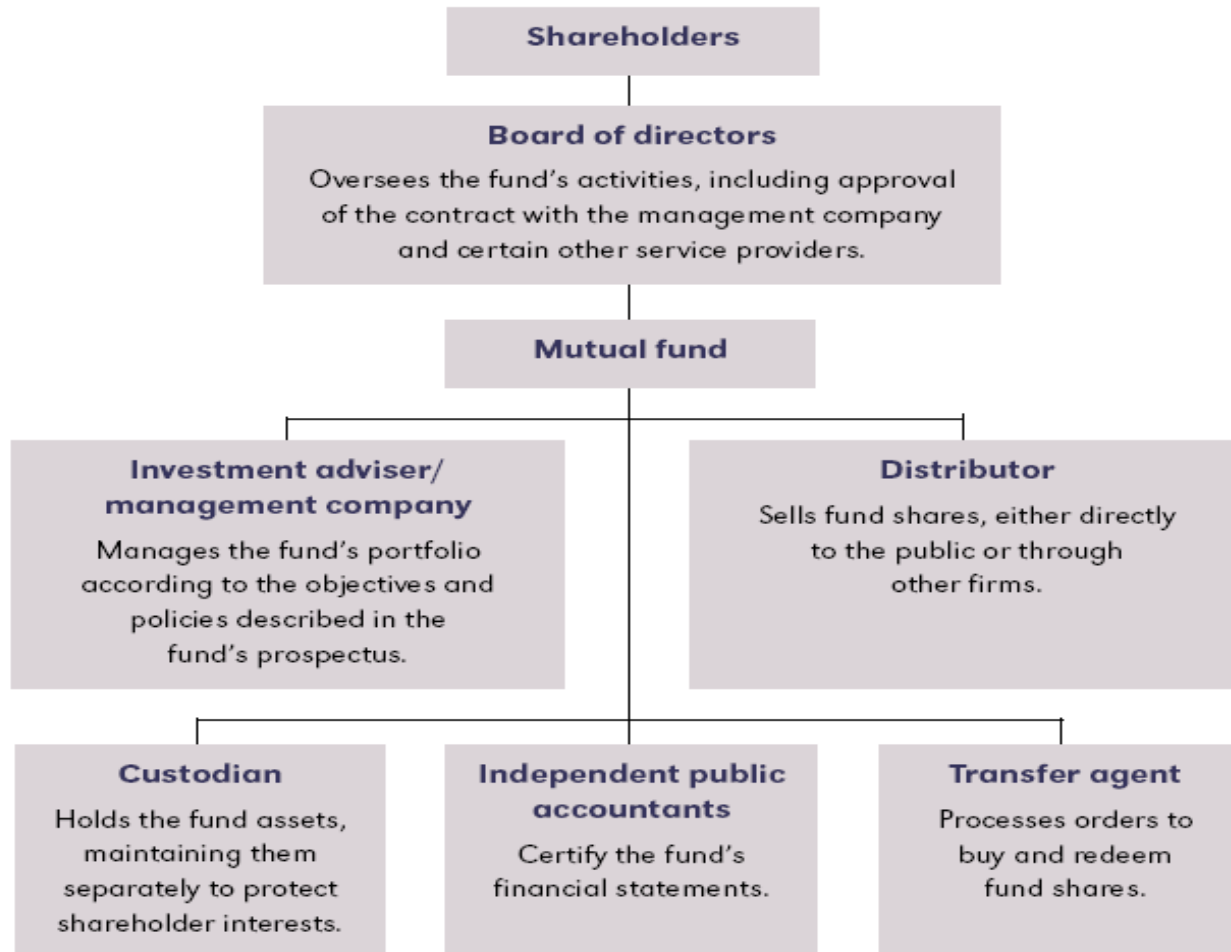 Shareholders
Board of directors
Oversees the fund's activities, including approval
of the contract with the management company
and certain other service providers.
Mutual fund
Investment adviser/
management company
Manages the fund's portfolio
according to the objectives and
policies described in the
fund's prospectus.
Distributor
Sells fund shares, either directly
to the public or through
other firms.
Custodian
Holds the fund assets,
maintaining them
separately to protect
shareholder interests.
Independent public
accountants
Certify the fund's
financial statements.
Transfer agent
Processes orders to
buy and redeem
fund shares.